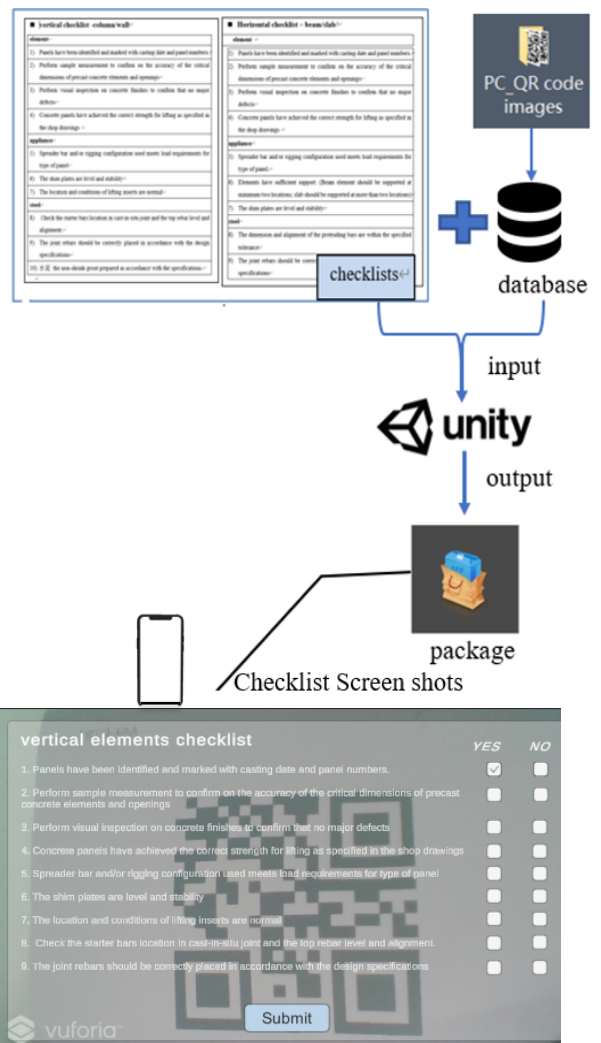 ■ vertical checklist -column/wall↵
element↵
1) Panels have been identified and marked with casting date and panel numbers.
2) Perform sample measurement to confirm on the accuracy of the critical
dimensions of precast concrete elements and openings↵
3) Perform visual inspection on concrete finishes to confirm that no major
defects↵
4) Concrete panels have achieved the correct strength for lifting as specified in
the shop drawings ↵
appliance↵
5) Spreader bar and/or rigging configuration used meets load requirements for
type of panel↵
6) The shim plates are level and stability↵
7) The location and conditions of lifting inserts are normal↵
steel↵
8) Check the starter bars location in cast-in-situ joint and the top rebar level and
alignment↵
9) The joint rebars should be correctly placed in accordance with the design
specifications↵
10) the non-shrink grout prepared in accordance with the specifications↵
■ Horizontal checklist – beam/slab↵
element ↵
1) Panels have been identified and marked with casting date and panel numbers
2) Perform sample measurement to confirm on the accuracy of the critical
dimensions of precast concrete elements and openings↵
3) Perform visual inspection on concrete finishes to confirm that no major
defects↵
4) Concrete panels have achieved the correct strength for lifting as specified in
the shop drawings↵
appliance↵
5) Spreader bar and/or rigging configuration used meets load requirements for
type of panel↵
6) Elements have sufficient support. (Beam element should be supported at
minimum two locations; slab should be supported at more than two locations)
7) The shim plates are level and stability↵
steel↵
8) The dimension and alignment of the protruding bars are within the specified
tolerance↵
9) The joint rebars should be
specifications↵
checklists↵
PC_QR code
images
database
input
unity
output
package
Checklist Screen shots
vertical elements checklist
YES NO
1. Panels have been identified and marked with casting date and panel numbers.
2. Perform sample measurement to confirm on the accuracy of the critical dimensions of precast
concrete elements and openings
3. Perform visual inspection on concrete finishes to confirm that no major defects
4. Concrete panels have achieved the correct strength for lifting as specified in the shop drawings
5. Spreader bar and/or rigging configuration used meets load requirements for type of panel
6. The shim plates are level and stability
7. The location and conditions of lifting inserts are normal
8. Check the starter bars location in cast-in-situ joint and the top rebar level and alignment.
9. The joint rebars should be correctly placed in accordance with the design specifications
Submit
vuforia™